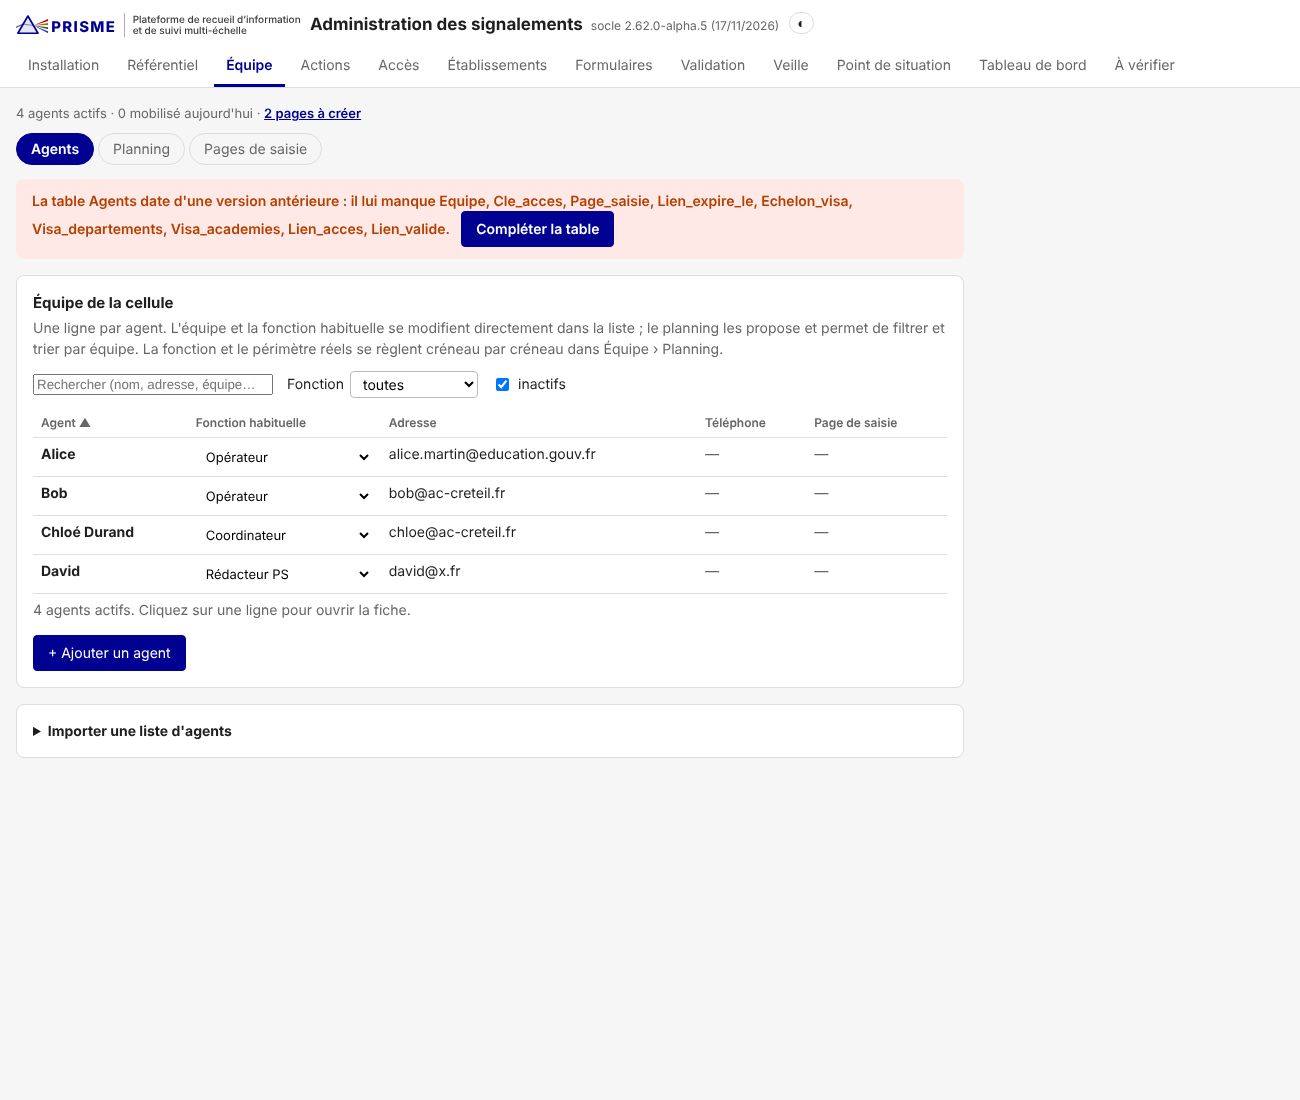 PRISME
Plateforme de recueil d'information
et de suivi multi-échelle
Administration des signalements socle 2.62.0-alpha.5 (17/11/2026)
Installation Référentiel Équipe Actions Accès Établissements Formulaires Validation Veille Point de situation Tableau de bord À vérifier
4 agents actifs · 0 mobilisé aujourd'hui · 2 pages à créer
Agents Planning Pages de saisie
La table Agents date d'une version antérieure : il lui manque Equipe, Cle_acces, Page_saisie, Lien_expire_le, Echelon_visa,
Visa_departements, Visa_academies, Lien_acces, Lien_valide. Compléter la table
Équipe de la cellule
Une ligne par agent. L'équipe et la fonction habituelle se modifient directement dans la liste ; le planning les propose et permet de filtrer et
trier par équipe. La fonction et le périmètre réels se règlent créneau par créneau dans Équipe › Planning.
Rechercher (nom, adresse, équipe… Fonction toutes inactifs
Agent ▲ Fonction habituelle Adresse Téléphone Page de saisie
Alice Opérateur alice.martin@education.gouv.fr — —
Bob Opérateur bob@ac-creteil.fr — —
Chloé Durand Coordinateur chloe@ac-creteil.fr — —
David Rédacteur PS david@x.fr — —
4 agents actifs. Cliquez sur une ligne pour ouvrir la fiche.
+ Ajouter un agent
Importer une liste d'agents